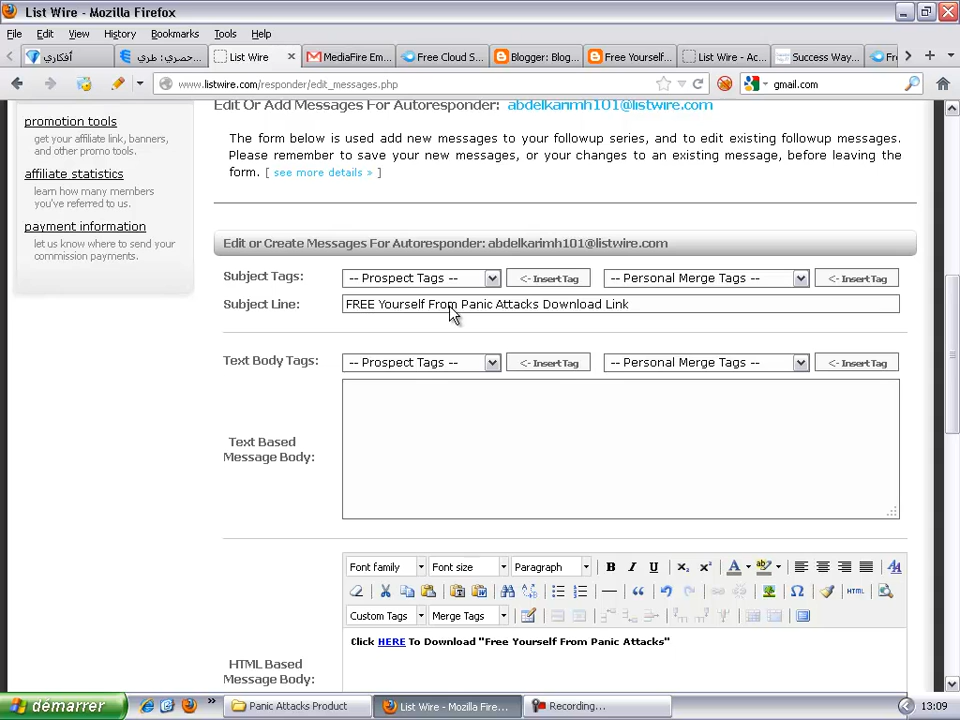 List Wire - Mozilla Firefox
File Edit View History Bookmarks Tools Help
أفكاري
حصري: طري...
List Wire
MediaFire Em...
Free Cloud S...
Blogger: Blog...
Free Yourself...
List Wire - Ac...
Success Way...
Fr
www.listwire.com/responder/edit_messages.php
gmail.com
promotion tools
get your affiliate link, banners,
and other promo tools.
affiliate statistics
learn how many members
you've referred to us.
payment information
let us know where to send your
commission payments.
Edit Or Add Messages For Autoresponder: abdelkarimh101@listwire.com
The form below is used add new messages to your followup series, and to edit existing followup messages.
Please remember to save your new messages, or your changes to an existing message, before leaving the
form. [ see more details » ]
Edit or Create Messages For Autoresponder: abdelkarimh101@listwire.com
Subject Tags: -- Prospect Tags -- <- Insert Tag -- Personal Merge Tags -- <- Insert Tag
Subject Line: FREE Yourself From Panic Attacks Download Link
Text Body Tags: -- Prospect Tags -- <- Insert Tag -- Personal Merge Tags -- <- Insert Tag
Text Based
Message Body:
Font family Font size Paragraph B I U
HTML
Custom Tags Merge Tags
Click HERE To Download "Free Yourself From Panic Attacks"
HTML Based
Message Body:
démarrer
Panic Attacks Product
List Wire - Mozilla Fire...
Recording...
13:09